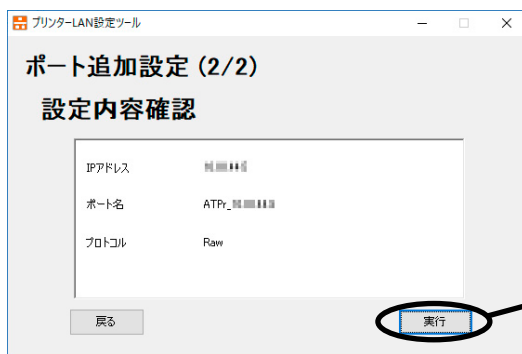 プリンターLAN設定ツール
ポート追加設定 (2/2)
設定内容確認
IPアドレス
ポート名 ATPr_
プロトコル Raw
戻る 実行